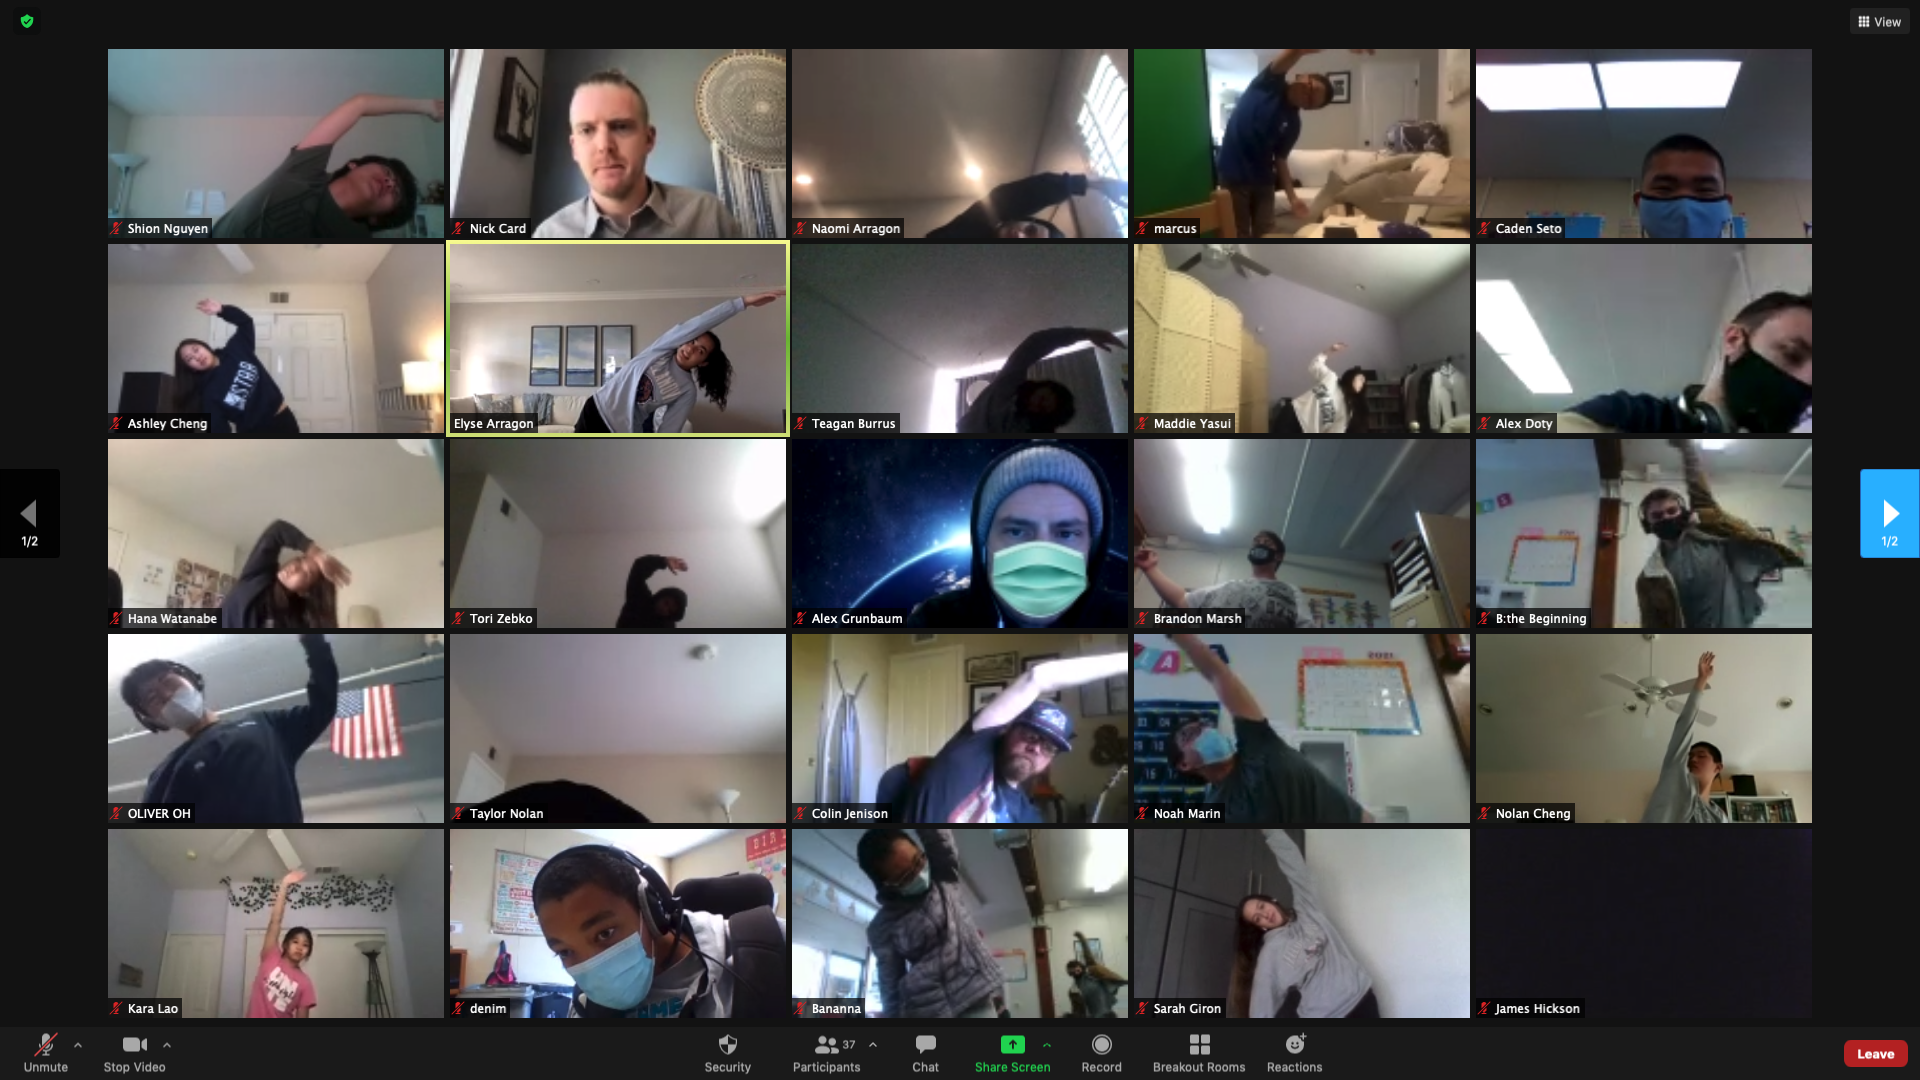 View
Shion Nguyen
Nick Card
Naomi Arragon
marcus
Caden Seto
Ashley Cheng
Elyse Arragon
Teagan Burrus
Maddie Yasui
Alex Doty
1/2
1/2
Hana Watanabe
Tori Zebko
Alex Grunbaum
Brandon Marsh
B:the Beginning
OLIVER OH
Taylor Nolan
Colin Jenison
2021
Noah Marin
Nolan Cheng
Kara Lao
denim
Bananna
Sarah Giron
James Hickson
Unmute
Stop Video
Security
37
Participants
Chat
Share Screen
Record
Breakout Rooms
Reactions
Leave